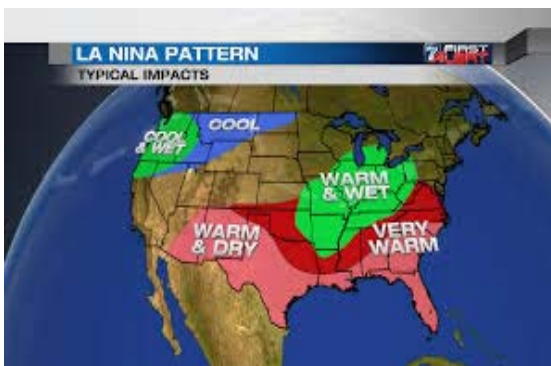 LA NINA PATTERN
7 FIRST
ALERT
TYPICAL IMPACTS
COOL
& WET
COOL
WARM
& WET
WARM
& DRY
VERY
WARM